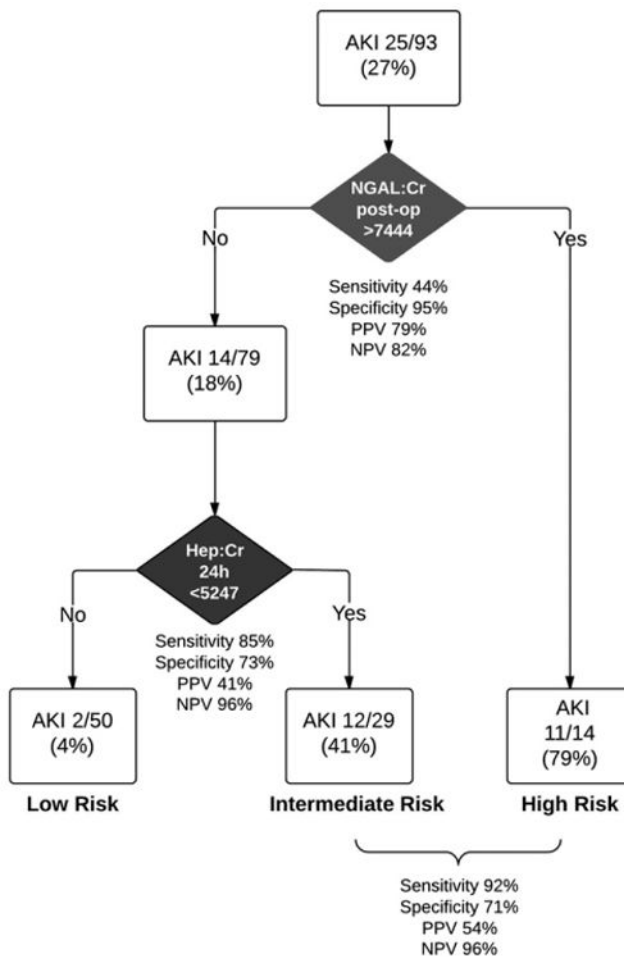 AKI 25/93
(27%)
NGAL:Cr
post-op
>7444
No
Yes
Sensitivity 44%
Specificity 95%
PPV 79%
NPV 82%
AKI 14/79
(18%)
Hep:Cr
24h
<5247
No
Yes
Sensitivity 85%
Specificity 73%
PPV 41%
NPV 96%
AKI 2/50
(4%)
Low Risk
AKI 12/29
(41%)
Intermediate Risk
AKI
11/14
(79%)
High Risk
Sensitivity 92%
Specificity 71%
PPV 54%
NPV 96%